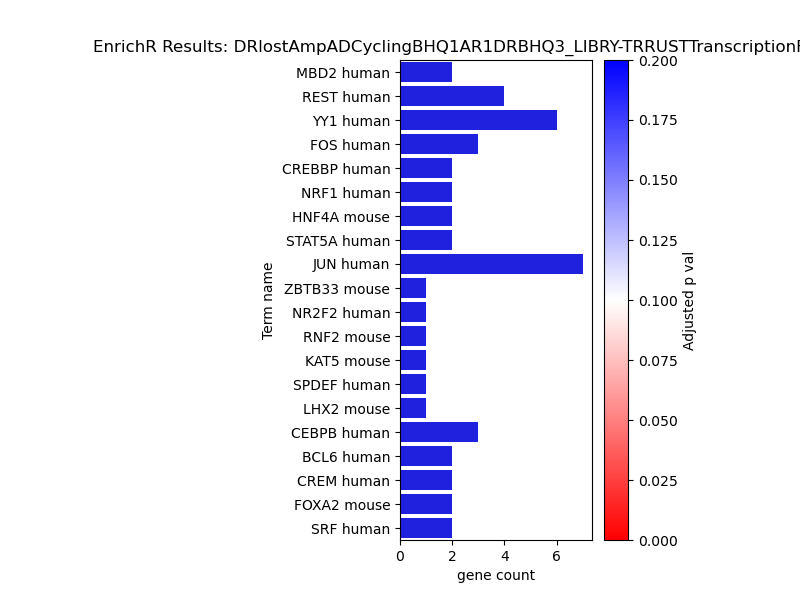 EnrichR Results: DRlostAmpADCyclingBHQ1AR1DRBHQ3_LIBRY-TRRUSTTranscriptionF
MBD2 human
REST human
YY1 human
FOS human
CREBBP human
NRF1 human
HNF4A mouse
STAT5A human
JUN human
ZBTB33 mouse
NR2F2 human
RNF2 mouse
KAT5 mouse
SPDEF human
LHX2 mouse
CEBPB human
BCL6 human
CREM human
FOXA2 mouse
SRF human
Term name
0 2 4 6
gene count
0.200
0.175
0.150
0.125
0.100
0.075
0.050
0.025
0.000
Adjusted p val